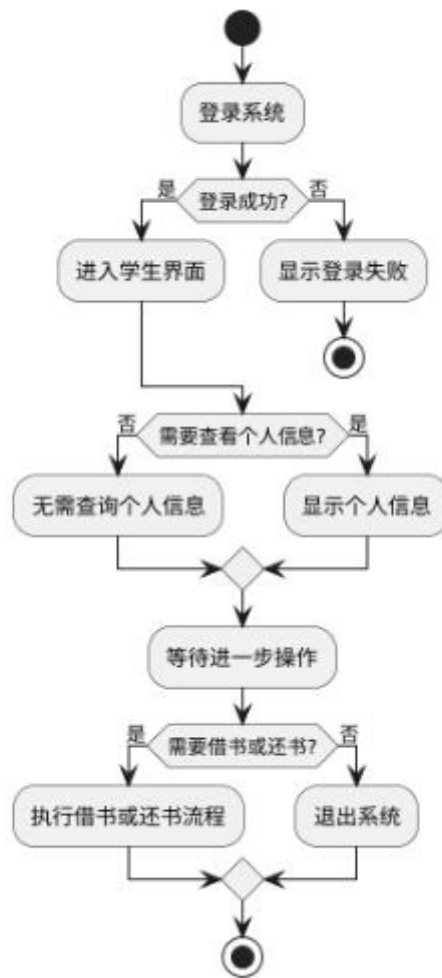 登录系统
是
登录成功?
否
进入学生界面
显示登录失败
否
需要查看个人信息?
是
无需查询个人信息
显示个人信息
等待进一步操作
是
需要借书或还书?
否
执行借书或还书流程
退出系统